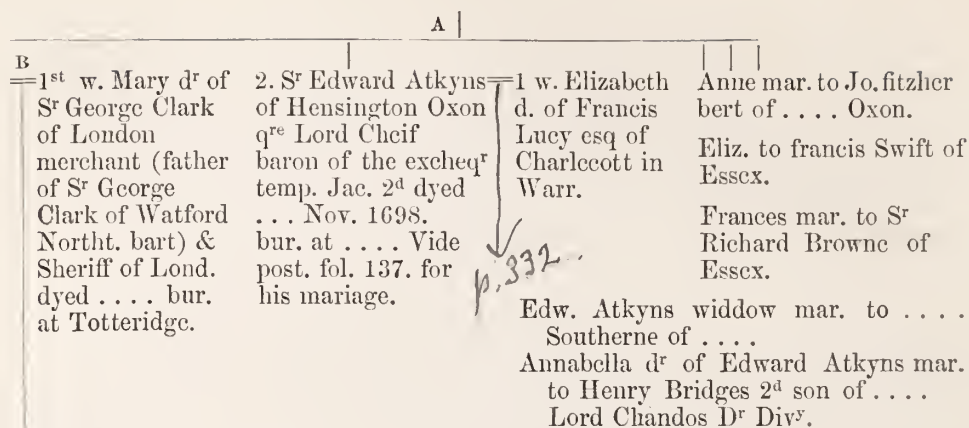 A
B
=1st w. Mary dr of
Sr George Clark
of London
merchant (father
of Sr George
Clark of Watford
Northt. bart) &
Sheriff of Lond.
dyed . . . . bur.
at Totteridge.
2. Sr Edward Atkyns=
of Hensington Oxon
qre Lord Cheif
baron of the excheqr
temp. Jac. 2d dyed
. . . Nov. 1698.
bur. at . . . . Vide
post. fol. 137. for
his mariage.
1 w. Elizabeth
d. of Francis
Lucy esq of
Charlecott in
Warr.
p. 332
Anne mar. to Jo. fitzher
bert of . . . . Oxon.
Eliz. to francis Swift of
Essex.
Frances mar. to Sr
Richard Browne of
Essex.
Edw. Atkyns widdow mar. to . . . .
Southerne of . . . .
Annabella dr of Edward Atkyns mar.
to Henry Bridges 2d son of . . . .
Lord Chandos Dr Divy.